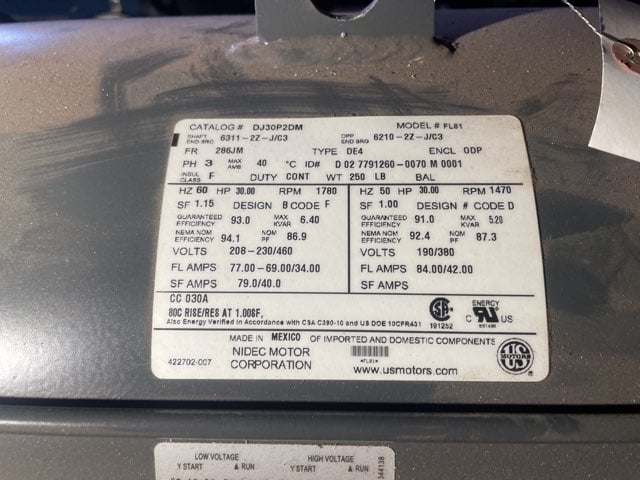 CATALOG # DJ30P2DM MODEL # FL81
SHAFT END BRG 6311-2Z-J/C3 OPP END BRG 6210-2Z-J/C3
FR 286JM TYPE DE4 ENCL ODP
PH 3 MAX AMB 40 °C ID# D 02 7791260-0070 M 0001
INSUL CLASS F DUTY CONT WT 250 LB BAL
HZ 60 HP 30.00 RPM 1780
SF 1.15 DESIGN B CODE F
GUARANTEED EFFICIENCY 93.0 MAX KVAR 6.40
NEMA NOM EFFICIENCY 94.1 NOM PF 86.9
VOLTS 208-230/460
FL AMPS 77.00-69.00/34.00
SF AMPS 79.0/40.0
HZ 50 HP 30.00 RPM 1470
SF 1.00 DESIGN # CODE D
GUARANTEED EFFICIENCY 91.0 MAX KVAR 5.20
NEMA NOM EFFICIENCY 92.4 NOM PF 87.3
VOLTS 190/380
FL AMPS 84.00/42.00
SF AMPS
CC 030A
80C RISE/RES AT 1.00SF,
Also Energy Verified in Accordance with CSA C390-10 and US DOE 10CFR431
191252
ENERGY
C US
MADE IN MEXICO OF IMPORTED AND DOMESTIC COMPONENTS
422702-007
NIDEC MOTOR
CORPORATION
www.usmotors.com
US
MOTORS
LOW VOLTAGE HIGH VOLTAGE
Y START ∆ RUN Y START ∆ RUN